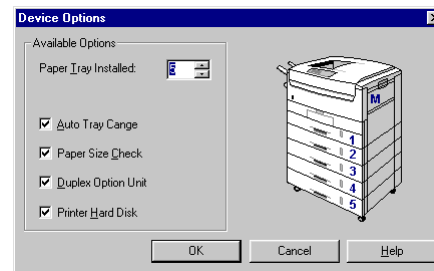 Device Options
Available Options
Paper Tray Installed:
5
M
Auto Tray Cange
1
Paper Size Check
2
3
Duplex Option Unit
4
Printer Hard Disk
5
OK
Cancel
Help